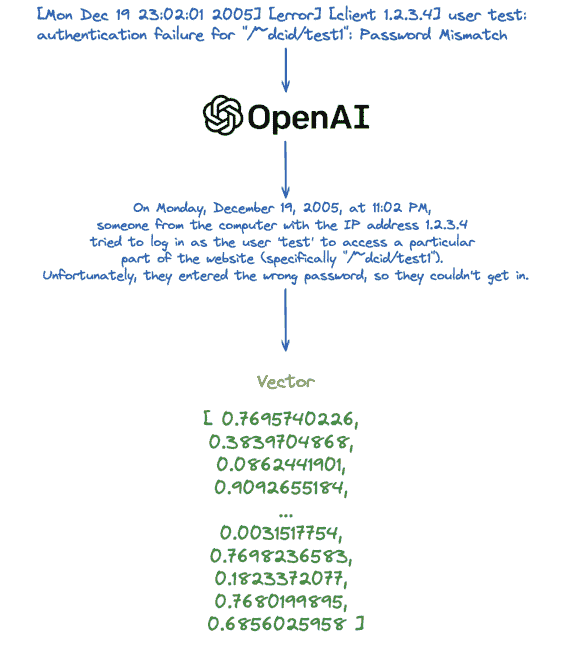 [Mon Dec 19 23:02:01 2005] [error] [client 1.2.3.4] user test:
authentication failure for "/~dcid/test1": Password Mismatch
OpenAI
On Monday, December 19, 2005, at 11:02 PM,
someone from the computer with the IP address 1.2.3.4
tried to log in as the user 'test' to access a particular
part of the website (specifically "/~dcid/test1").
Unfortunately, they entered the wrong password, so they couldn't get in.
Vector
[ 0.7695740226,
0.3839704868,
0.0862441901,
0.9092655184,
...
0.0031517754,
0.7698236583,
0.1823372077,
0.7680199895,
0.6856025958 ]